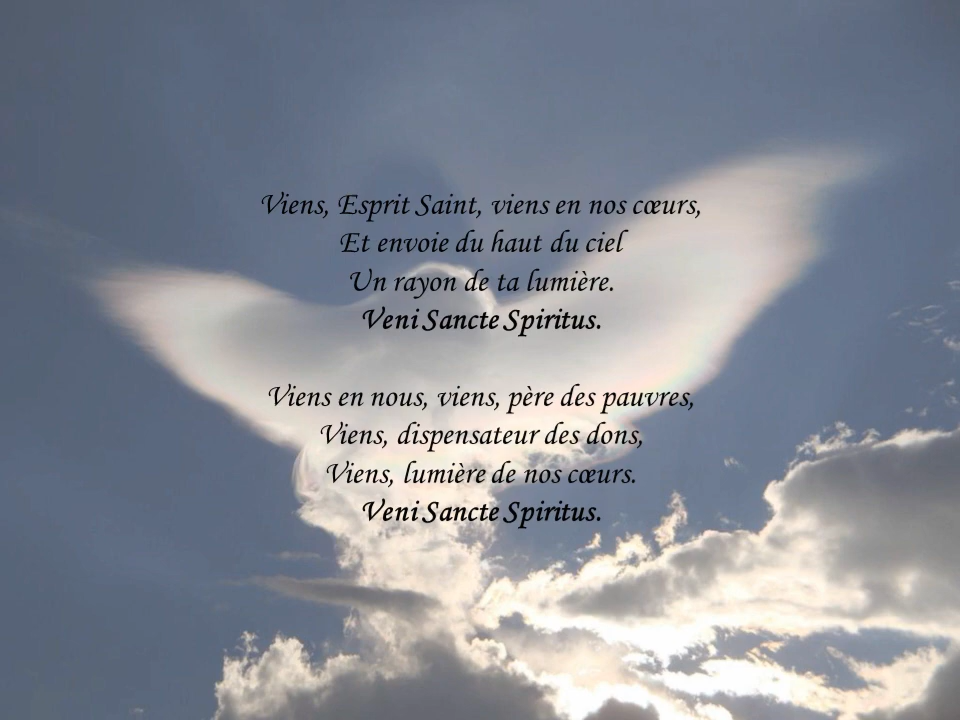 Viens, Esprit Saint, viens en nos cœurs,
Et envoie du haut du ciel
Un rayon de ta lumière.
Veni Sancte Spiritus.
Viens en nous, viens, père des pauvres,
Viens, dispensateur des dons,
Viens, lumière de nos cœurs.
Veni Sancte Spiritus.